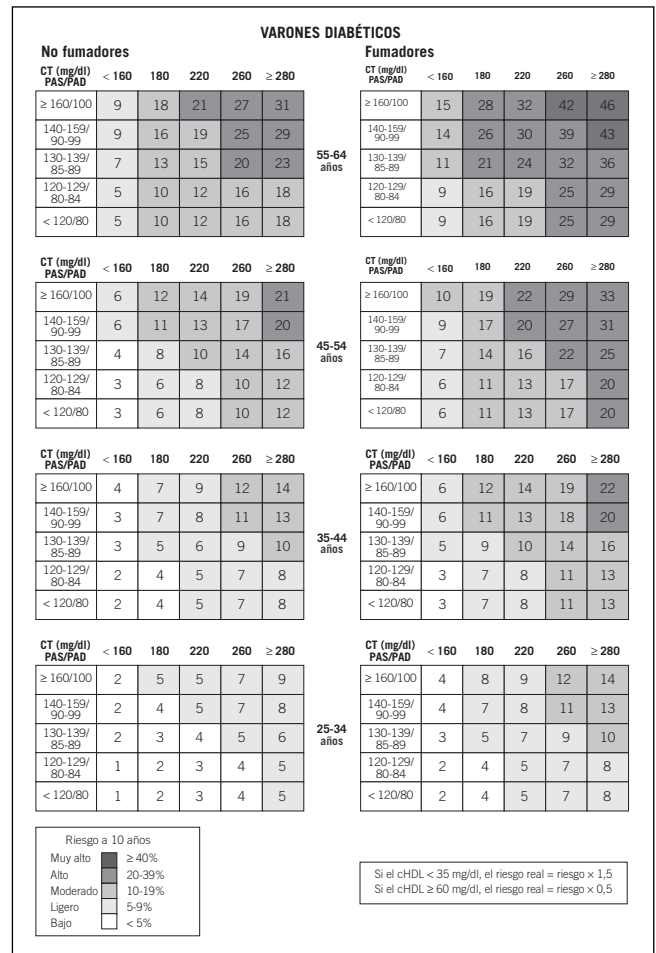 VARONES DIABÉTICOS
No fumadores
CT (mg/dl) PAS/PAD < 160 180 220 260 ≥ 280
≥ 160/100 9 18 21 27 31
140-159/90-99 9 16 19 25 29
130-139/85-89 7 13 15 20 23
120-129/80-84 5 10 12 16 18
< 120/80 5 10 12 16 18
Fumadores
CT (mg/dl) PAS/PAD < 160 180 220 260 ≥ 280
≥ 160/100 15 28 32 42 46
140-159/90-99 14 26 30 39 43
130-139/85-89 11 21 24 32 36
120-129/80-84 9 16 19 25 29
< 120/80 9 16 19 25 29
55-64 años
CT (mg/dl) PAS/PAD < 160 180 220 260 ≥ 280
≥ 160/100 6 12 14 19 21
140-159/90-99 6 11 13 17 20
130-139/85-89 4 8 10 14 16
120-129/80-84 3 6 8 10 12
< 120/80 3 6 8 10 12
CT (mg/dl) PAS/PAD < 160 180 220 260 ≥ 280
≥ 160/100 10 19 22 29 33
140-159/90-99 9 17 20 27 31
130-139/85-89 7 14 16 22 25
120-129/80-84 6 11 13 17 20
< 120/80 6 11 13 17 20
45-54 años
CT (mg/dl) PAS/PAD < 160 180 220 260 ≥ 280
≥ 160/100 4 7 9 12 14
140-159/90-99 3 7 8 11 13
130-139/85-89 3 5 6 9 10
120-129/80-84 2 4 5 7 8
< 120/80 2 4 5 7 8
CT (mg/dl) PAS/PAD < 160 180 220 260 ≥ 280
≥ 160/100 6 12 14 19 22
140-159/90-99 6 11 13 18 20
130-139/85-89 5 9 10 14 16
120-129/80-84 3 7 8 11 13
< 120/80 3 7 8 11 13
35-44 años
CT (mg/dl) PAS/PAD < 160 180 220 260 ≥ 280
≥ 160/100 2 5 5 7 9
140-159/90-99 2 4 5 7 8
130-139/85-89 2 3 4 5 6
120-129/80-84 1 2 3 4 5
< 120/80 1 2 3 4 5
CT (mg/dl) PAS/PAD < 160 180 220 260 ≥ 280
≥ 160/100 4 8 9 12 14
140-159/90-99 4 7 8 11 13
130-139/85-89 3 5 7 9 10
120-129/80-84 2 4 5 7 8
< 120/80 2 4 5 7 8
25-34 años
Riesgo a 10 años
Muy alto ≥ 40%
Alto 20-39%
Moderado 10-19%
Ligero 5-9%
Bajo < 5%
Si el cHDL < 35 mg/dl, el riesgo real = riesgo × 1,5
Si el cHDL ≥ 60 mg/dl, el riesgo real = riesgo × 0,5